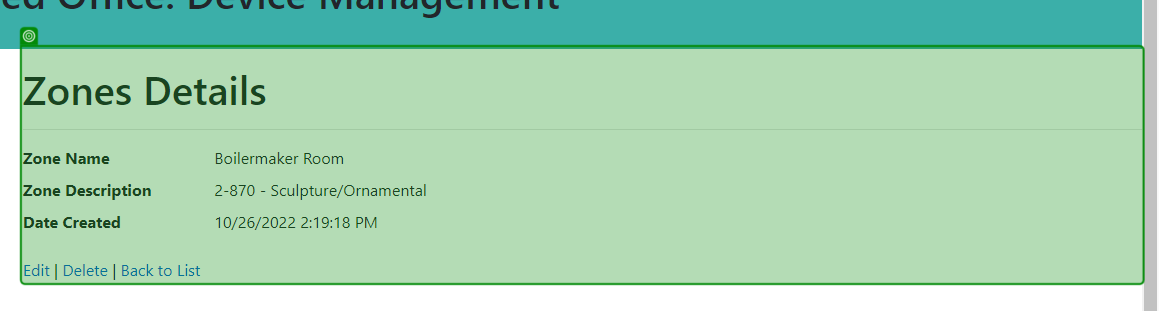 ed Office: Device Management
Zones Details
Zone Name Boilermaker Room
Zone Description 2-870 - Sculpture/Ornamental
Date Created 10/26/2022 2:19:18 PM
Edit | Delete | Back to List